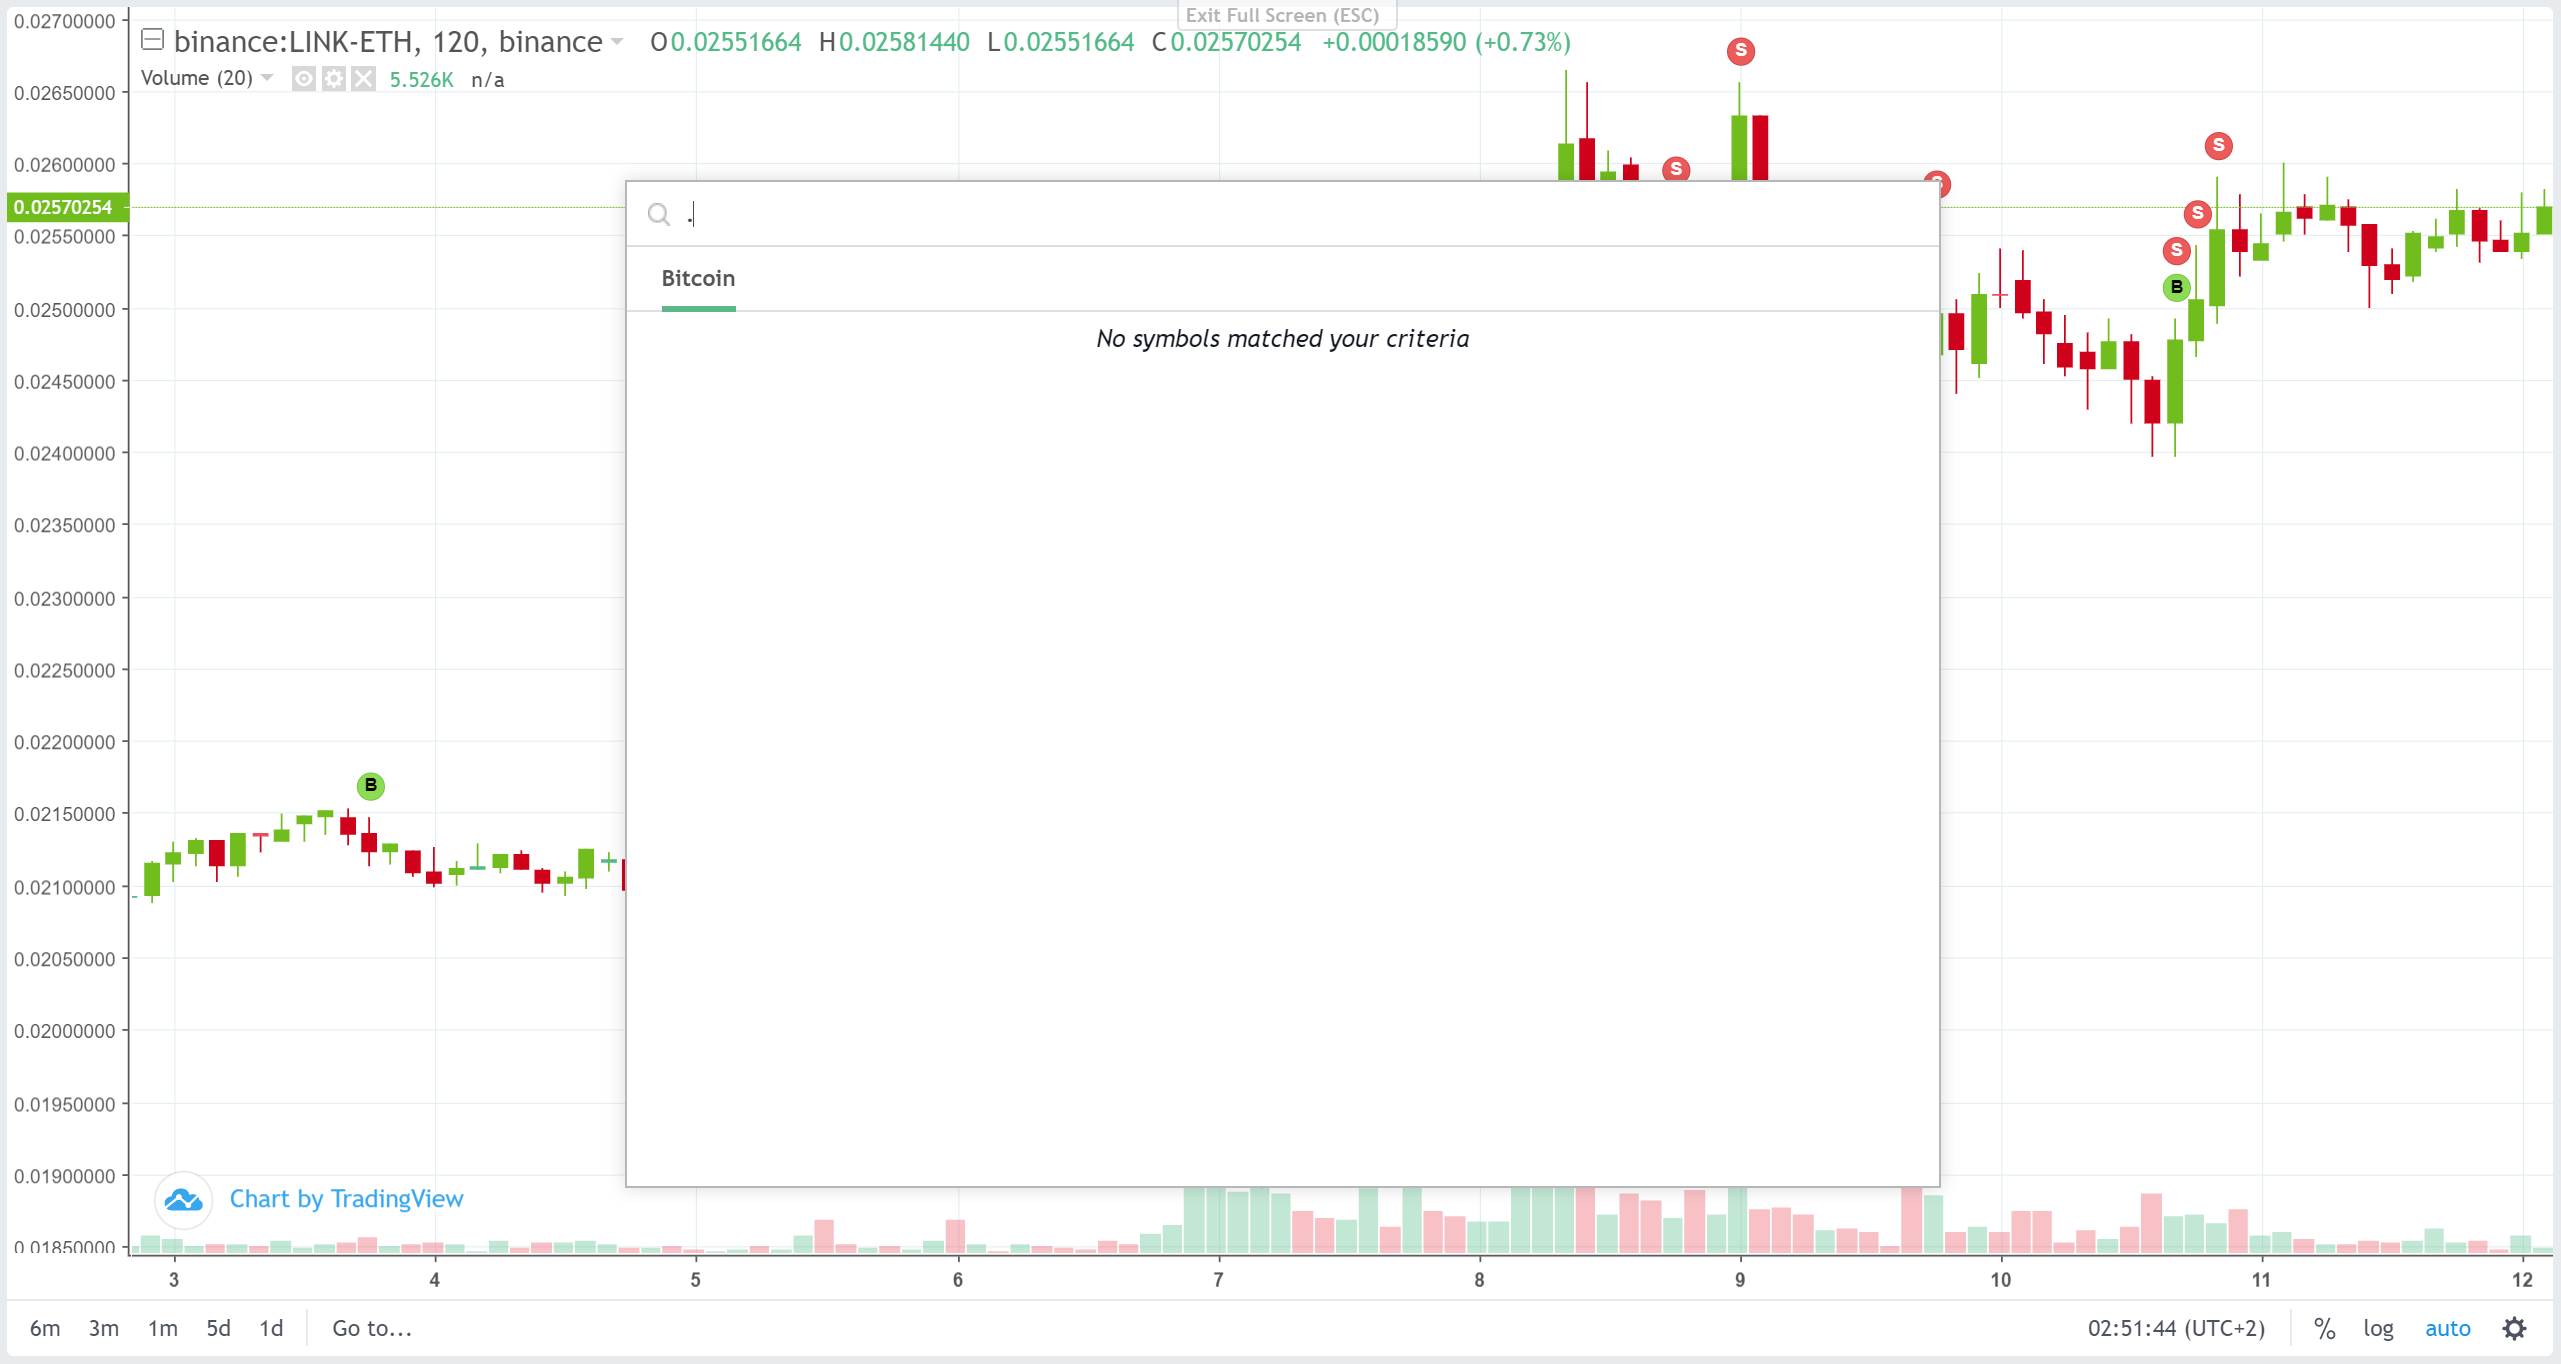 Exit Full Screen (ESC)
binance:LINK-ETH, 120, binance O0.02551664 H0.02581440 L0.02551664 C0.02570254 +0.00018590 (+0.73%)
Volume (20) 5.526K n/a
0.02700000
0.02650000
0.02600000
0.02570254
0.02550000
0.02500000
0.02450000
0.02400000
0.02350000
0.02300000
0.02250000
0.02200000
0.02150000
0.02100000
0.02050000
0.02000000
0.01950000
0.01900000
0.01850000
S
S
S
S
S
S
B
B
.
Bitcoin
No symbols matched your criteria
Chart by TradingView
3 4 5 6 7 8 9 10 11 12
6m 3m 1m 5d 1d Go to... 02:51:44 (UTC+2) % log auto